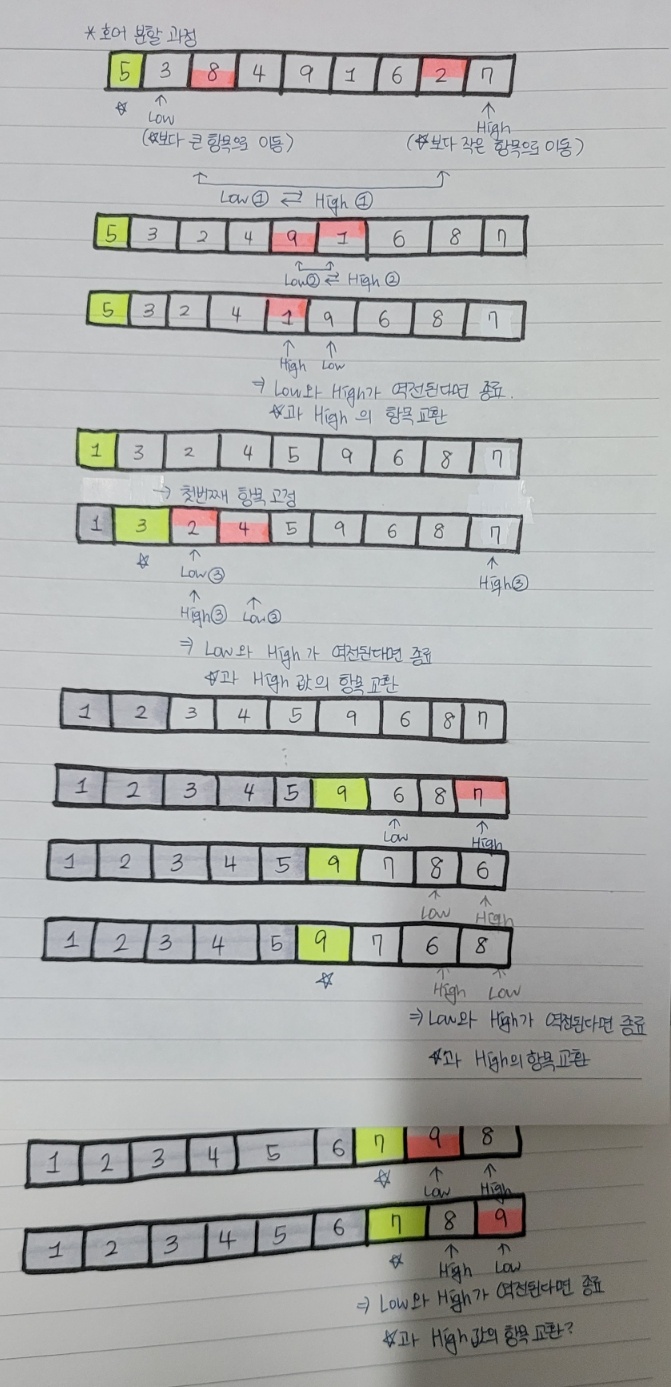 *호어 분할 과정
5 3 8 4 9 1 6 2 7
☆ ↑ ↑
Low High
(☆보다 큰 항목으로 이동) (☆보다 작은 항목으로 이동)
Low① ⇄ High①
5 3 2 4 9 1 6 8 7
Low② ⇄ High②
5 3 2 4 1 9 6 8 7
↑ ↑
High Low
⇒ Low와 High가 역전된다면 종료.
☆과 High의 항목교환
1 3 2 4 5 9 6 8 7
→ 첫번째 항목 고정
1 3 2 4 5 9 6 8 7
☆ ↑ ↑
Low③ High③
↑ ↑
High③ Low③
⇒ Low와 High가 역전된다면 종료
☆과 High 값의 항목교환
1 2 3 4 5 9 6 8 7
⋮
1 2 3 4 5 9 6 8 7
↑ ↑
Low High
1 2 3 4 5 9 7 8 6
↑ ↑
Low High
1 2 3 4 5 9 7 6 8
☆ ↑ ↑
High Low
⇒ Low와 High가 역전된다면 종료
☆과 High의 항목교환
1 2 3 4 5 6 7 9 8
☆ ↑ ↑
Low High
1 2 3 4 5 6 7 8 9
☆ ↑ ↑
High Low
⇒ Low와 High가 역전된다면 종료
☆과 High값의 항목교환?